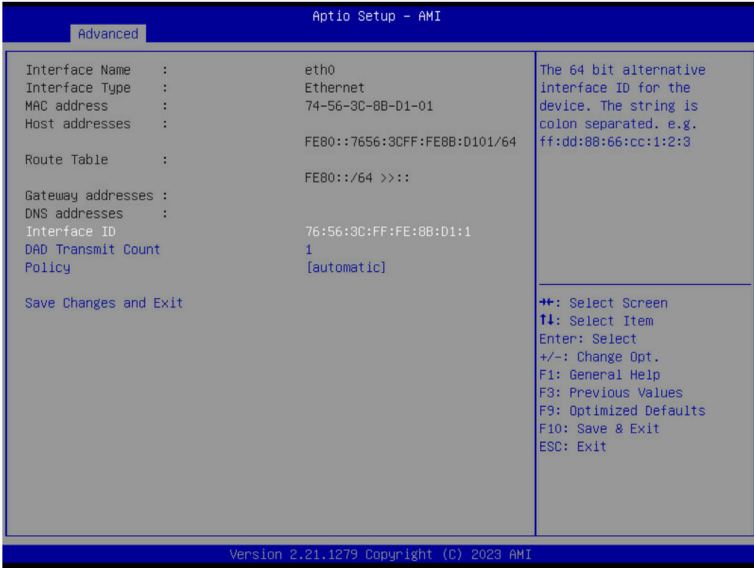 Aptio Setup – AMI
Advanced
Interface Name : eth0
Interface Type : Ethernet
MAC address : 74-56-3C-8B-D1-01
Host addresses :
FE80::7656:3CFF:FE8B:D101/64
Route Table :
FE80::/64 >>::
Gateway addresses :
DNS addresses :
Interface ID 76:56:3C:FF:FE:8B:D1:1
DAD Transmit Count 1
Policy [automatic]
Save Changes and Exit
The 64 bit alternative
interface ID for the
device. The string is
colon separated. e.g.
ff:dd:88:66:cc:1:2:3
→←: Select Screen
↑↓: Select Item
Enter: Select
+/-: Change Opt.
F1: General Help
F3: Previous Values
F9: Optimized Defaults
F10: Save & Exit
ESC: Exit
Version 2.21.1279 Copyright (C) 2023 AMI